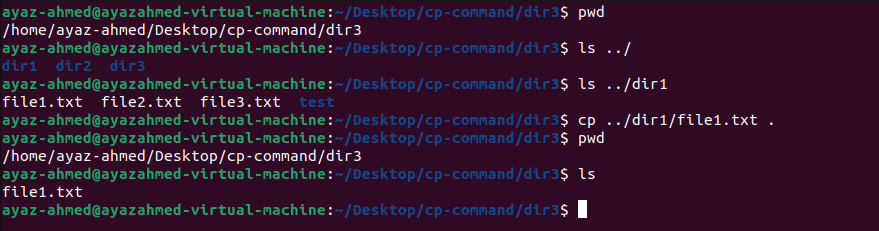 ayaz-ahmed@ayazahmed-virtual-machine:~/Desktop/cp-command/dir3$ pwd
/home/ayaz-ahmed/Desktop/cp-command/dir3
ayaz-ahmed@ayazahmed-virtual-machine:~/Desktop/cp-command/dir3$ ls ../
dir1  dir2  dir3
ayaz-ahmed@ayazahmed-virtual-machine:~/Desktop/cp-command/dir3$ ls ../dir1
file1.txt  file2.txt  file3.txt  test
ayaz-ahmed@ayazahmed-virtual-machine:~/Desktop/cp-command/dir3$ cp ../dir1/file1.txt .
ayaz-ahmed@ayazahmed-virtual-machine:~/Desktop/cp-command/dir3$ pwd
/home/ayaz-ahmed/Desktop/cp-command/dir3
ayaz-ahmed@ayazahmed-virtual-machine:~/Desktop/cp-command/dir3$ ls
file1.txt
ayaz-ahmed@ayazahmed-virtual-machine:~/Desktop/cp-command/dir3$